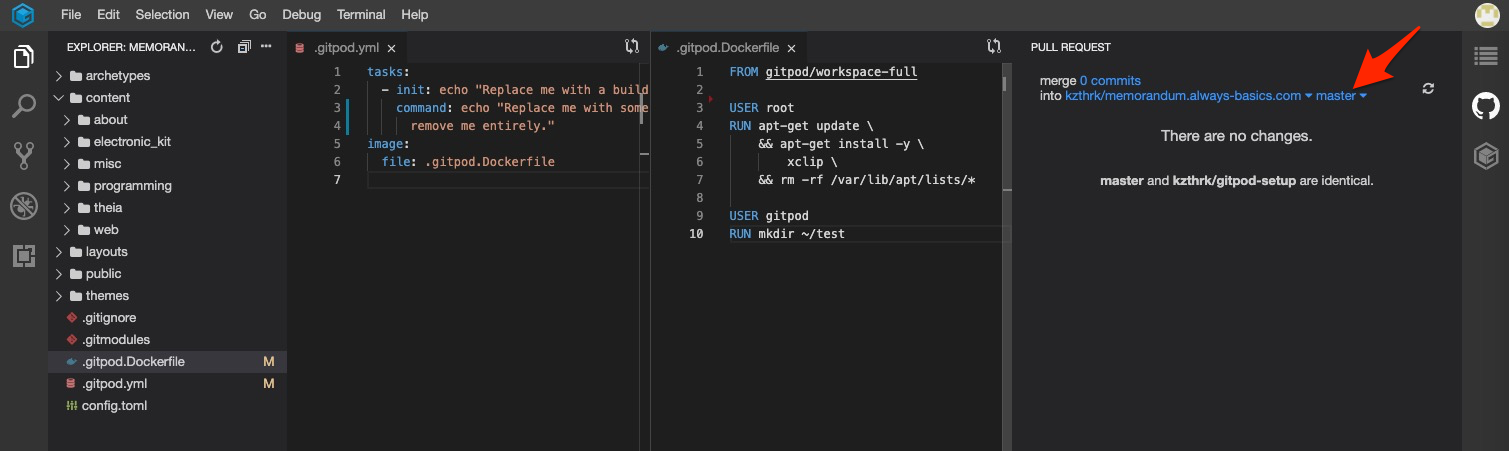 File Edit Selection View Go Debug Terminal Help
EXPLORER: MEMORAN...
archetypes
content
about
electronic_kit
misc
programming
theia
web
layouts
public
themes
.gitignore
.gitmodules
.gitpod.Dockerfile M
.gitpod.yml M
config.toml
.gitpod.yml ×
1 tasks:
2 - init: echo "Replace me with a build
3 command: echo "Replace me with some
4 remove me entirely."
5 image:
6 file: .gitpod.Dockerfile
7
.gitpod.Dockerfile ×
1 FROM gitpod/workspace-full
2
3 USER root
4 RUN apt-get update \
5 && apt-get install -y \
6 xclip \
7 && rm -rf /var/lib/apt/lists/*
8
9 USER gitpod
10 RUN mkdir ~/test
PULL REQUEST
merge 0 commits
into kzthrk/memorandum.always-basics.com master
There are no changes.
master and kzthrk/gitpod-setup are identical.